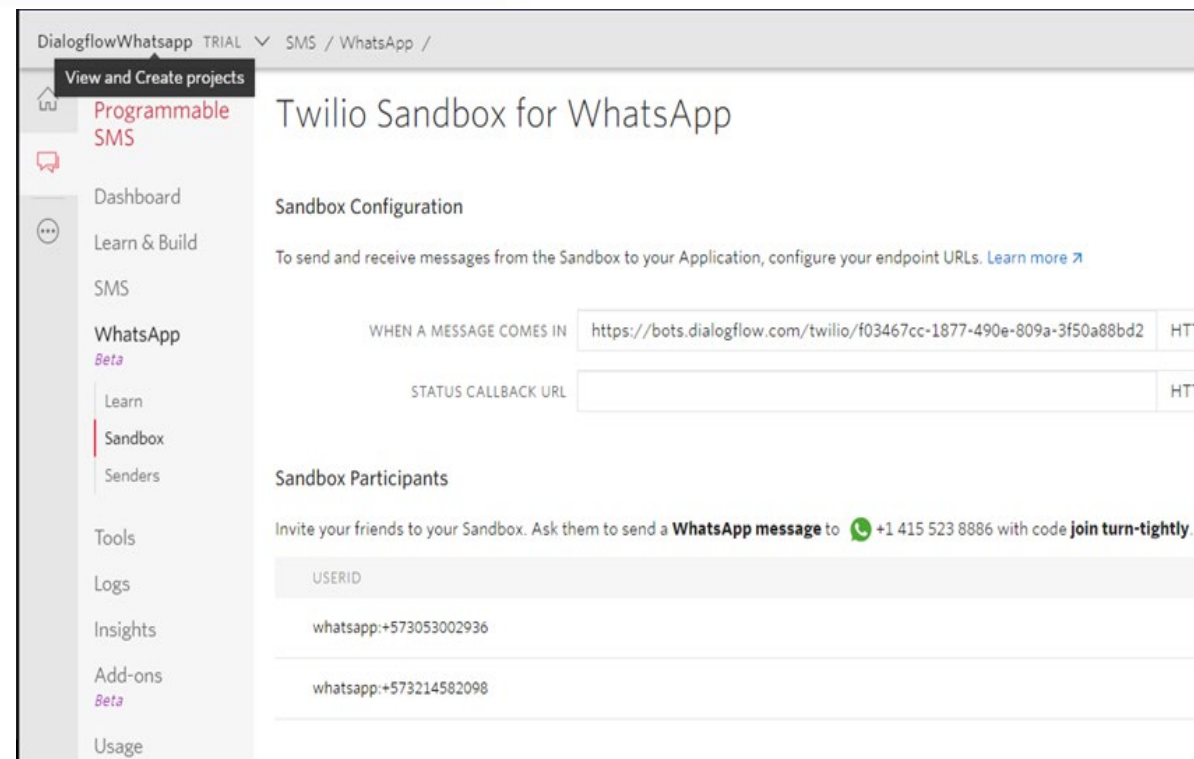 DialogflowWhatsapp TRIAL SMS / WhatsApp /
View and Create projects
Programmable
SMS
Dashboard
Learn & Build
SMS
WhatsApp
Beta
Learn
Sandbox
Senders
Tools
Logs
Insights
Add-ons
Beta
Usage
Twilio Sandbox for WhatsApp
Sandbox Configuration
To send and receive messages from the Sandbox to your Application, configure your endpoint URLs. Learn more
WHEN A MESSAGE COMES IN https://bots.dialogflow.com/twilio/f03467cc-1877-490e-809a-3f50a88bd2
STATUS CALLBACK URL
Sandbox Participants
Invite your friends to your Sandbox. Ask them to send a WhatsApp message to +1 415 523 8886 with code join turn-tightly.
USERID
whatsapp:+573053002936
whatsapp:+573214582098